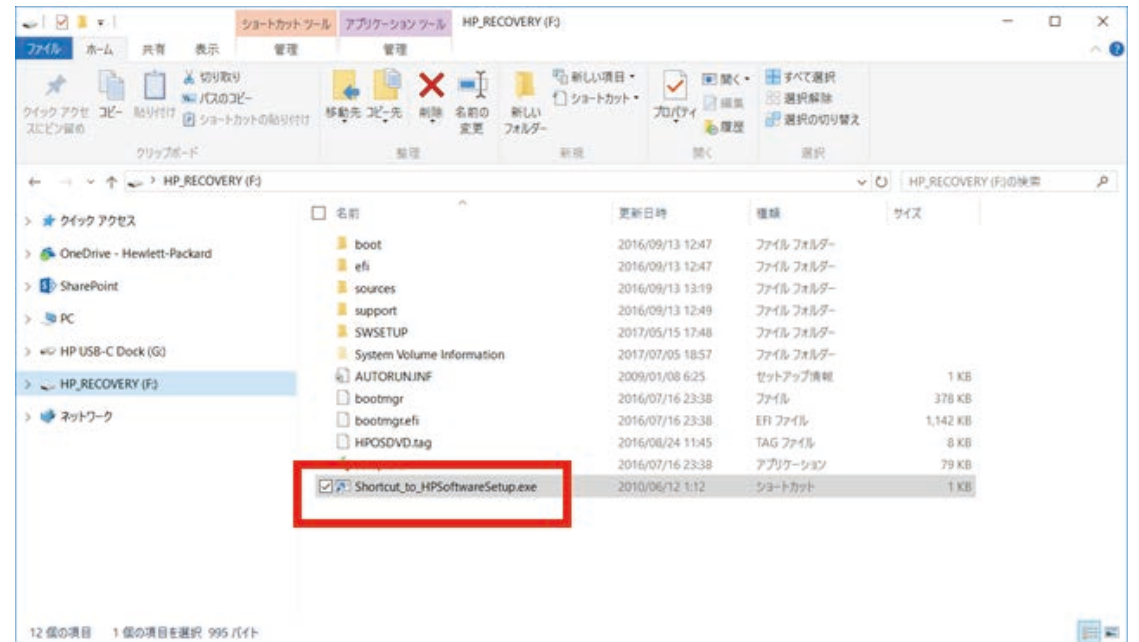 ショートカット ツール アプリケーション ツール HP_RECOVERY (F:)
ファイル ホーム 共有 表示 管理 管理
クイック アクセスにピン留め
コピー
貼り付け
切り取り
パスのコピー
ショートカットの貼り付け
クリップボード
移動先
コピー先
削除
名前の変更
整理
新しいフォルダー
新しい項目
ショートカット
新規
プロパティ
開く
編集
履歴
開く
すべて選択
選択解除
選択の切り替え
選択
HP_RECOVERY (F:)
HP_RECOVERY (F:)の検索
クイック アクセス
OneDrive - Hewlett-Packard
SharePoint
PC
HP USB-C Dock (G:)
HP_RECOVERY (F:)
ネットワーク
名前 更新日時 種類 サイズ
boot 2016/09/13 12:47 ファイル フォルダー
efi 2016/09/13 12:47 ファイル フォルダー
sources 2016/09/13 13:19 ファイル フォルダー
support 2016/09/13 12:49 ファイル フォルダー
SWSETUP 2017/05/15 17:48 ファイル フォルダー
System Volume Information 2017/07/05 18:57 ファイル フォルダー
AUTORUN.INF 2009/01/08 6:25 セットアップ情報 1 KB
bootmgr 2016/07/16 23:38 ファイル 378 KB
bootmgr.efi 2016/07/16 23:38 EFI ファイル 1,142 KB
HPOSDVD.tag 2016/08/24 11:45 TAG ファイル 8 KB
2016/07/16 23:38 アプリケーション 79 KB
Shortcut_to_HPSoftwareSetup.exe 2010/06/12 1:12 ショートカット 1 KB
12 個の項目 1 個の項目を選択 995 バイト